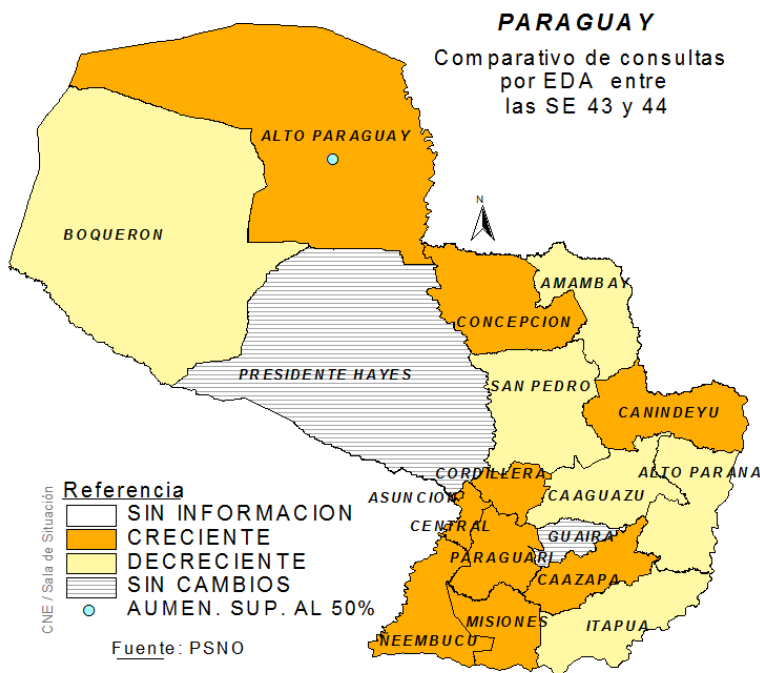 PARAGUAY
Comparativo de consultas
por EDA entre
las SE 43 y 44
ALTO PARAGUAY
BOQUERON
N
AMAMBAY
CONCEPCION
PRESIDENTE HAYES
SAN PEDRO
CANINDEYU
CORDILLERA
ALTO PARANA
ASUNCION
CAAGUAZU
CENTRAL
GUAIRA
PARAGUARI
CAAZAPA
MISIONES
ITAPUA
NEEMBUCU
Referencia
SIN INFORMACION
CRECIENTE
DECRECIENTE
SIN CAMBIOS
AUMEN. SUP. AL 50%
Fuente: PSNO
CNE / Sala de Situación